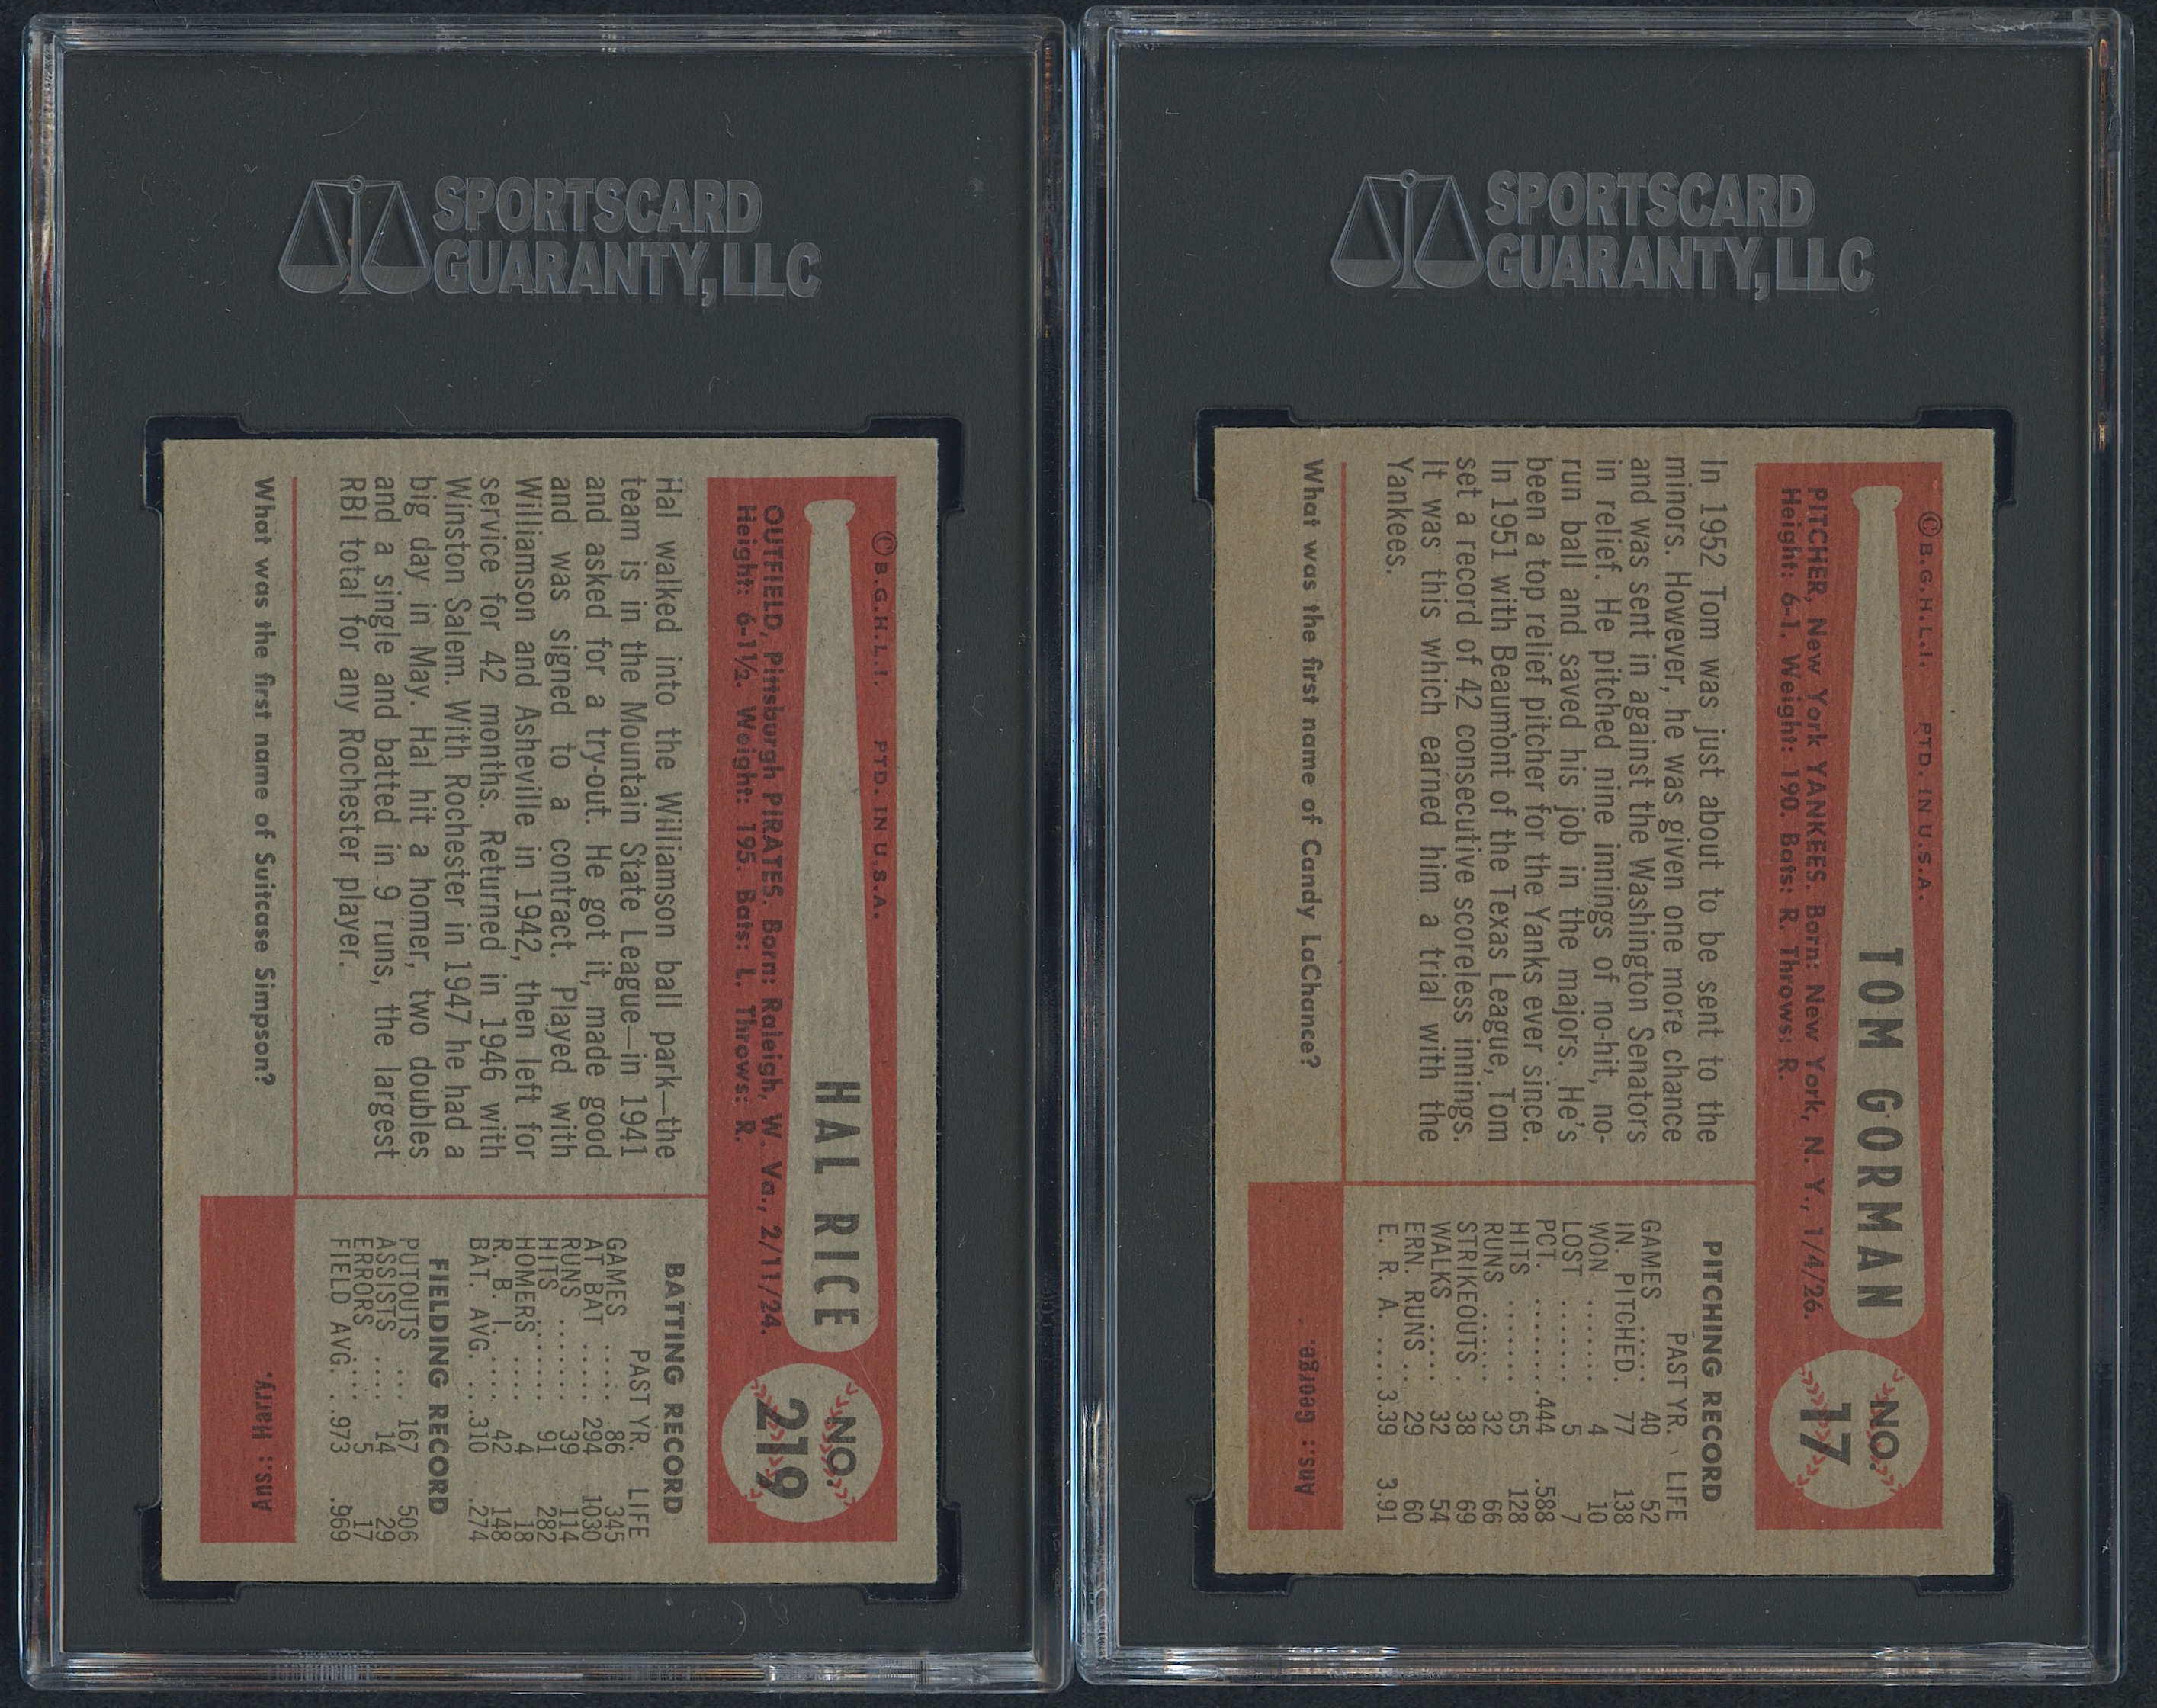 SPORTSCARD
GUARANTY, LLC
© B.G.H.L.I. PTD. IN U.S.A.
HAL RICE
NO.
219
OUTFIELD, Pittsburgh PIRATES. Born: Raleigh, W. Va., 2/11/24.
Height: 6-1½. Weight: 195. Bats: L. Throws: R.
Hal walked into the Williamson ball park—the
team is in the Mountain State League—in 1941
and asked for a try-out. He got it, made good
and was signed to a contract. Played with
Williamson and Asheville in 1942, then left for
service for 42 months. Returned in 1946 with
Winston Salem. With Rochester in 1947 he had a
big day in May. Hal hit a homer, two doubles
and a single and batted in 9 runs, the largest
RBI total for any Rochester player.
BATTING RECORD
PAST YR. LIFE
GAMES ..... 86 345
AT BAT ..... 294 1030
RUNS ....... 39 114
HITS ....... 91 282
HOMERS .... 4 18
R. B. I. ..... 42 148
BAT. AVG. ...310 .274
FIELDING RECORD
PUTOUTS ... 167 506
ASSISTS .... 14 29
ERRORS .... 5 17
FIELD AVG. ..973 .969
What was the first name of Suitcase Simpson?
Ans.: Harry.
SPORTSCARD
GUARANTY, LLC
© B.G.H.L.I. PTD. IN U.S.A.
TOM GORMAN
NO.
17
PITCHER, New York YANKEES. Born: New York, N. Y., 1/4/26.
Height: 6-1. Weight: 190. Bats: R. Throws: R.
In 1952 Tom was just about to be sent to the
minors. However, he was given one more chance
and was sent in against the Washington Senators
in relief. He pitched nine innings of no-hit, no-
run ball and saved his job in the majors. He's
been a top relief pitcher for the Yanks ever since.
In 1951 with Beaumont of the Texas League, Tom
set a record of 42 consecutive scoreless innings.
It was this which earned him a trial with the
Yankees.
PITCHING RECORD
PAST YR. LIFE
GAMES ..... 40 52
IN. PITCHED. 77 138
WON ...... 4 10
LOST ....... 5 7
PCT. ........444 .588
HITS ....... 65 128
RUNS ...... 32 66
STRIKEOUTS . 38 69
WALKS ..... 32 54
ERN. RUNS .. 29 60
E. R. A. ....3.39 3.91
What was the first name of Candy LaChance?
Ans.: George.